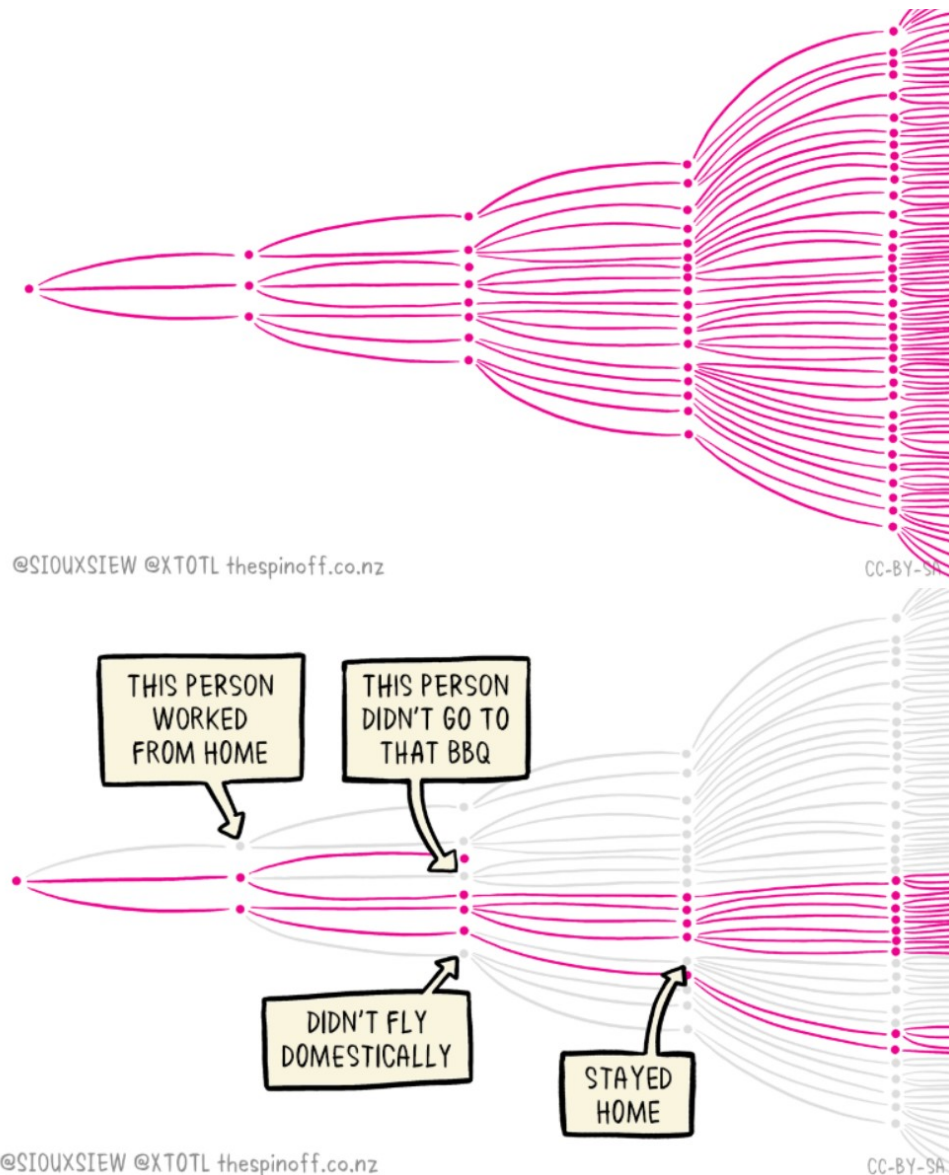 @SIOUXSIEW @XTOTL thespinoff.co.nz
CC-BY-SA
THIS PERSON
WORKED
FROM HOME
THIS PERSON
DIDN'T GO TO
THAT BBQ
DIDN'T FLY
DOMESTICALLY
STAYED
HOME
@SIOUXSIEW @XTOTL thespinoff.co.nz
CC-BY-SA